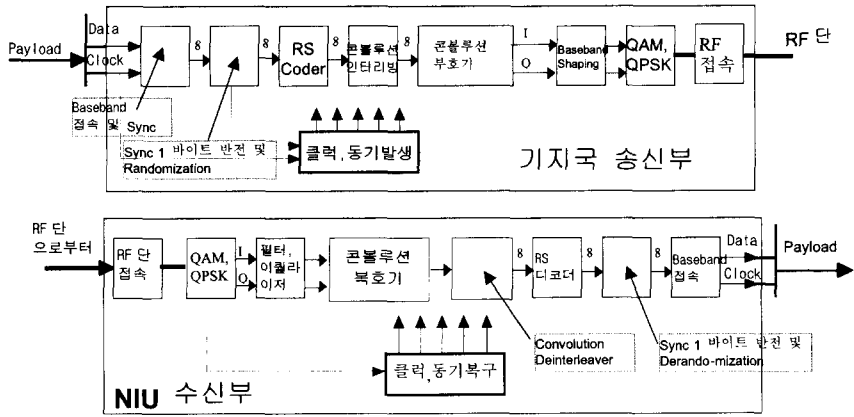 Data
Payload
Clock
8
8
RS
Coder
8
콘볼루션
인터리빙
8
콘볼루션
부호기
I
Q
Baseband
Shaping
QAM,
QPSK
RF
접속
RF 단
Baseband
접속 및 Sync
Sync 1 바이트 반전 및
Randomization
클럭,동기발생
기지국 송신부
RF 단
으로부터
RF 단
접속
QAM,
QPSK
I
Q
필터,
이퀄라
이저
콘볼루션
복호기
8
RS
디코더
8
8
Baseband
접속
Data
Clock
Payload
Convolution
Deinterleaver
Sync 1 바이트 반전 및
Derando-mization
클럭,동기복구
NIU 수신부